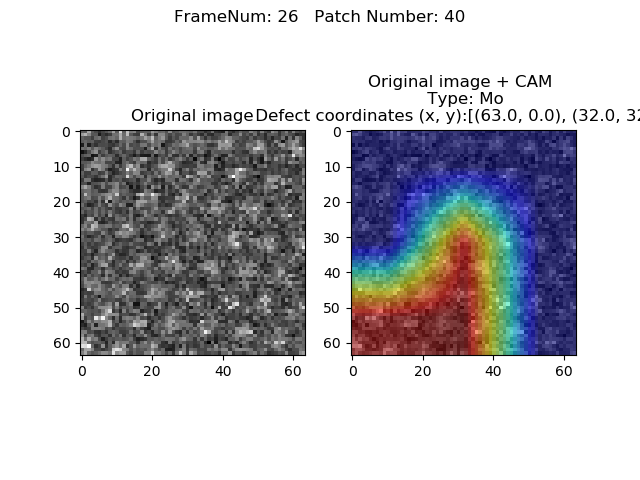 FrameNum: 26   Patch Number: 40
Original image + CAM
Type: Mo
Original image
Defect coordinates (x, y):[(63.0, 0.0), (32.0, 32
0
10
20
30
40
50
60
0 20 40 60
0
10
20
30
40
50
60
0 20 40 60